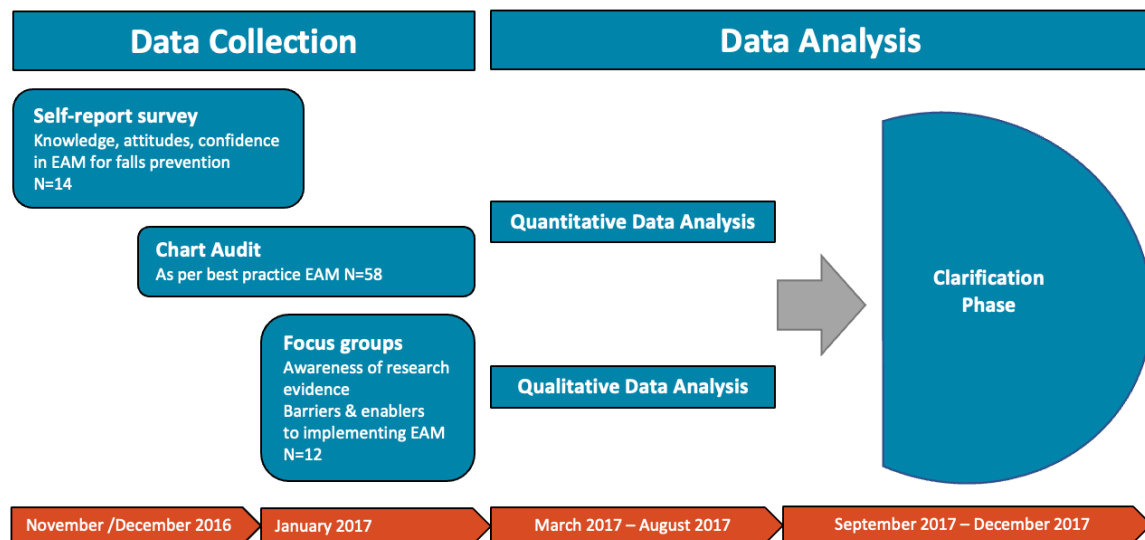 Data Collection
Data Analysis
Self-report survey
Knowledge, attitudes, confidence
in EAM for falls prevention
N=14
Chart Audit
As per best practice EAM N=58
Focus groups
Awareness of research
evidence
Barriers & enablers
to implementing EAM
N=12
Quantitative Data Analysis
Qualitative Data Analysis
Clarification
Phase
November /December 2016
January 2017
March 2017 – August 2017
September 2017 – December 2017